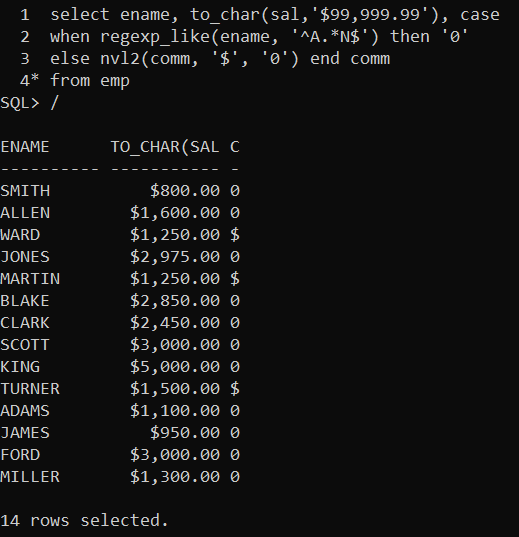 1  select ename, to_char(sal,'$99,999.99'), case
  2  when regexp_like(ename, '^A.*N$') then '0'
  3  else nvl2(comm, '$', '0') end comm
  4* from emp
SQL> /

ENAME      TO_CHAR(SAL C
---------- ----------- -
SMITH          $800.00 0
ALLEN        $1,600.00 0
WARD         $1,250.00 $
JONES        $2,975.00 0
MARTIN       $1,250.00 $
BLAKE        $2,850.00 0
CLARK        $2,450.00 0
SCOTT        $3,000.00 0
KING         $5,000.00 0
TURNER       $1,500.00 $
ADAMS        $1,100.00 0
JAMES          $950.00 0
FORD         $3,000.00 0
MILLER       $1,300.00 0

14 rows selected.